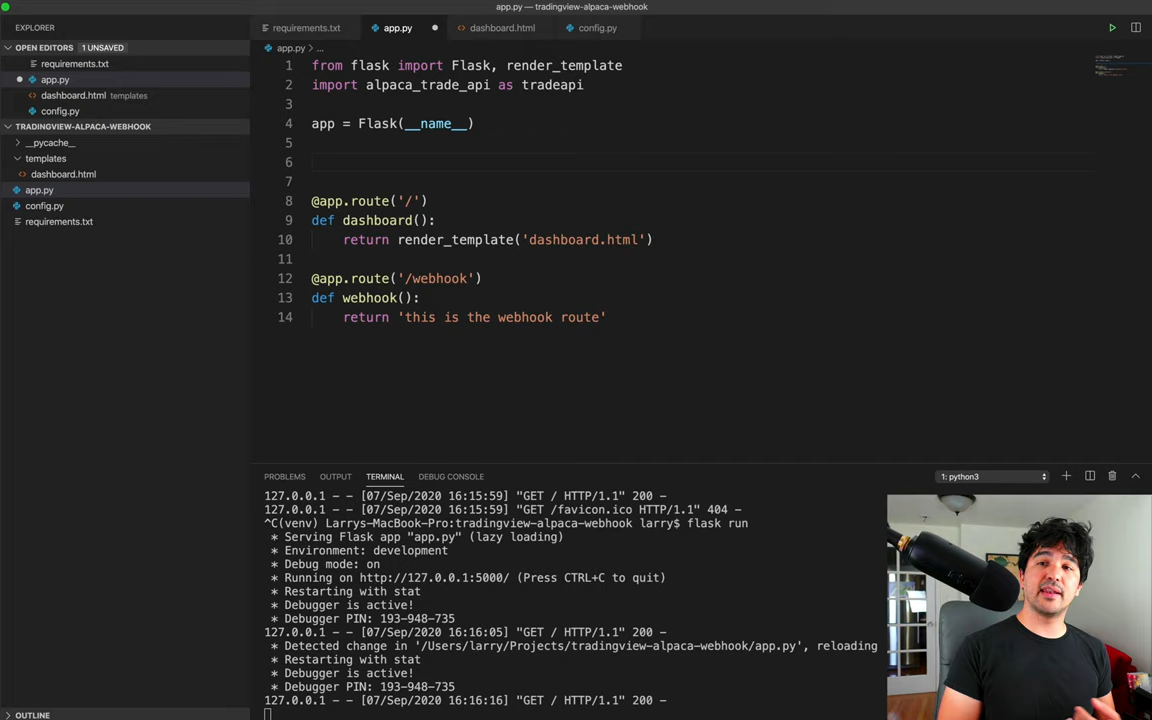 app.py — tradingview-alpaca-webhook
EXPLORER
requirements.txt
app.py
dashboard.html
config.py
OPEN EDITORS 1 UNSAVED
requirements.txt
app.py
dashboard.html templates
config.py
TRADINGVIEW-ALPACA-WEBHOOK
__pycache__
templates
dashboard.html
app.py
config.py
requirements.txt
OUTLINE
app.py > ...
1 from flask import Flask, render_template
2 import alpaca_trade_api as tradeapi
3
4 app = Flask(__name__)
5
6
7
8 @app.route('/')
9 def dashboard():
10 return render_template('dashboard.html')
11
12 @app.route('/webhook')
13 def webhook():
14 return 'this is the webhook route'
PROBLEMS OUTPUT TERMINAL DEBUG CONSOLE
1: python3
127.0.0.1 - - [07/Sep/2020 16:15:59] "GET / HTTP/1.1" 200 -
127.0.0.1 - - [07/Sep/2020 16:15:59] "GET /favicon.ico HTTP/1.1" 404 -
^C(venv) Larrys-MacBook-Pro:tradingview-alpaca-webhook larry$ flask run
* Serving Flask app "app.py" (lazy loading)
* Environment: development
* Debug mode: on
* Running on http://127.0.0.1:5000/ (Press CTRL+C to quit)
* Restarting with stat
* Debugger is active!
* Debugger PIN: 193-948-735
127.0.0.1 - - [07/Sep/2020 16:16:05] "GET / HTTP/1.1" 200 -
* Detected change in '/Users/larry/Projects/tradingview-alpaca-webhook/app.py', reloading
* Restarting with stat
* Debugger is active!
* Debugger PIN: 193-948-735
127.0.0.1 - - [07/Sep/2020 16:16:16] "GET / HTTP/1.1" 200 -